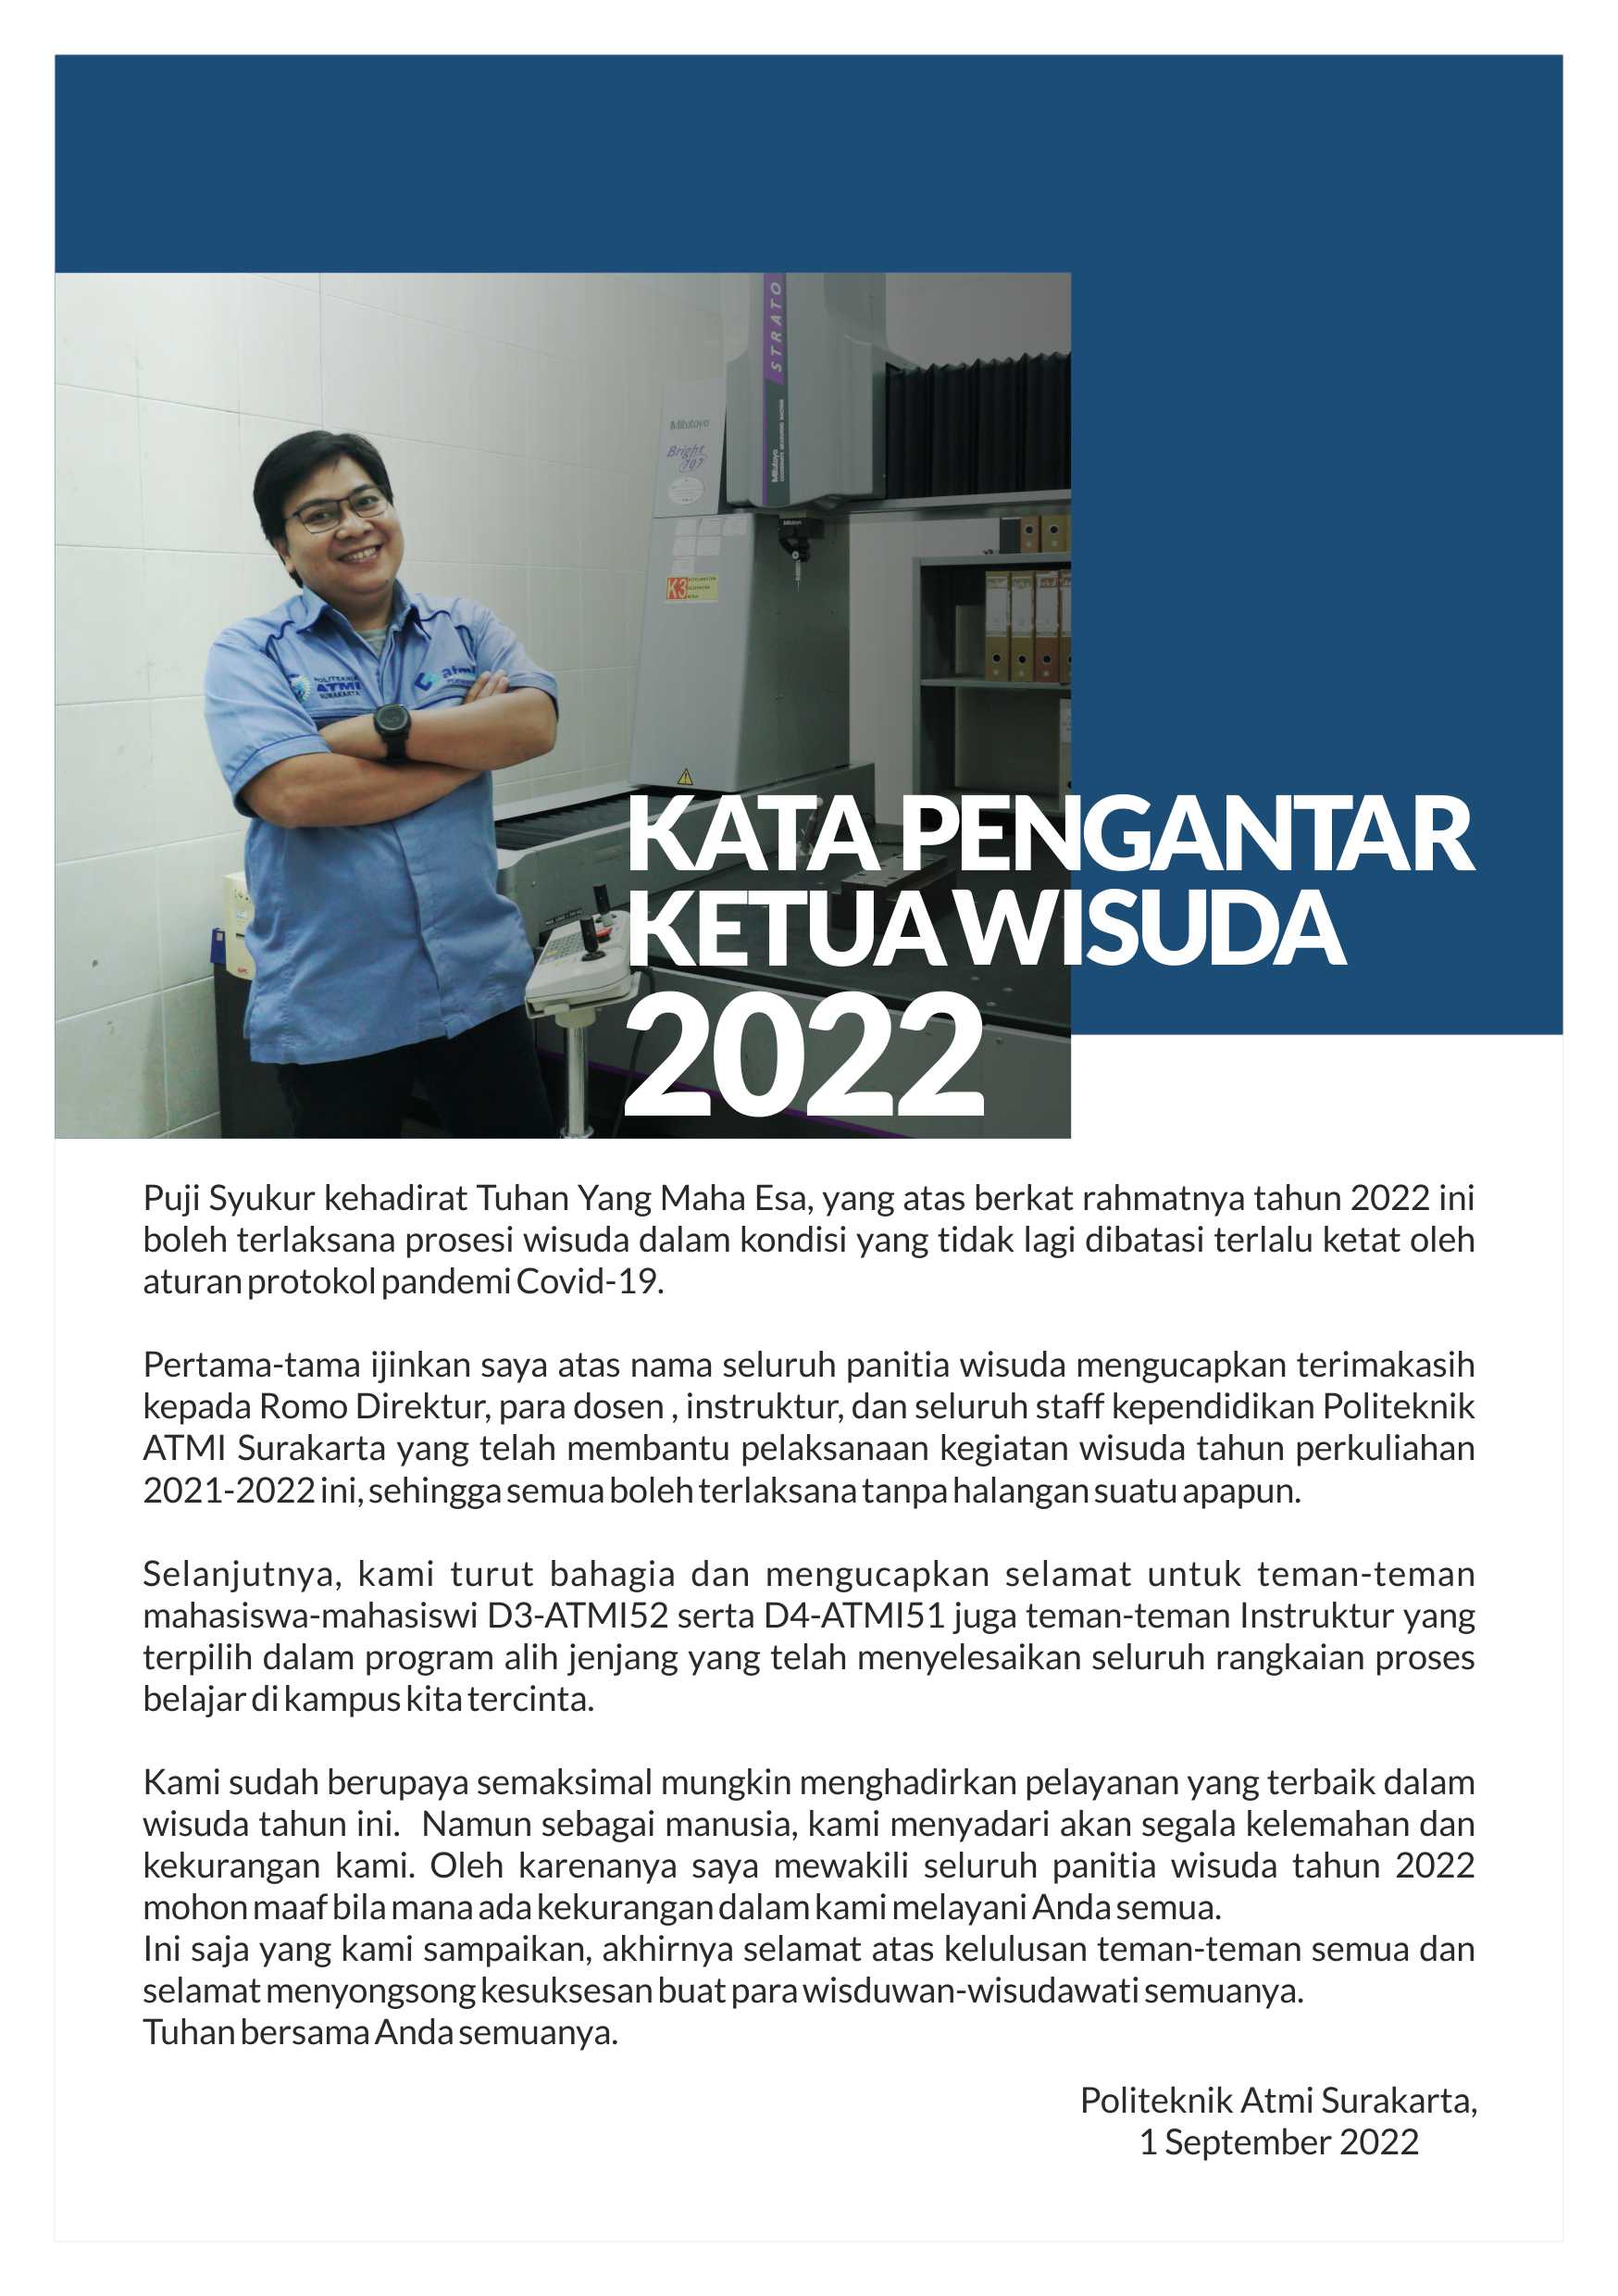 STRATO
Mitutoyo
Mitutoyo
Bright
707
K3
POLITEKNIK
ATMI
SURAKARTA
atmi
KATA PENGANTAR
KETUA WISUDA
2022
Puji Syukur kehadirat Tuhan Yang Maha Esa, yang atas berkat rahmatnya tahun 2022 ini
boleh terlaksana prosesi wisuda dalam kondisi yang tidak lagi dibatasi terlalu ketat oleh
aturan protokol pandemi Covid-19.
Pertama-tama ijinkan saya atas nama seluruh panitia wisuda mengucapkan terimakasih
kepada Romo Direktur, para dosen , instruktur, dan seluruh staff kependidikan Politeknik
ATMI Surakarta yang telah membantu pelaksanaan kegiatan wisuda tahun perkuliahan
2021-2022 ini, sehingga semua boleh terlaksana tanpa halangan suatu apapun.
Selanjutnya, kami turut bahagia dan mengucapkan selamat untuk teman-teman
mahasiswa-mahasiswi D3-ATMI52 serta D4-ATMI51 juga teman-teman Instruktur yang
terpilih dalam program alih jenjang yang telah menyelesaikan seluruh rangkaian proses
belajar di kampus kita tercinta.
Kami sudah berupaya semaksimal mungkin menghadirkan pelayanan yang terbaik dalam
wisuda tahun ini. Namun sebagai manusia, kami menyadari akan segala kelemahan dan
kekurangan kami. Oleh karenanya saya mewakili seluruh panitia wisuda tahun 2022
mohon maaf bila mana ada kekurangan dalam kami melayani Anda semua.
Ini saja yang kami sampaikan, akhirnya selamat atas kelulusan teman-teman semua dan
selamat menyongsong kesuksesan buat para wisduwan-wisudawati semuanya.
Tuhan bersama Anda semuanya.
Politeknik Atmi Surakarta,
1 September 2022